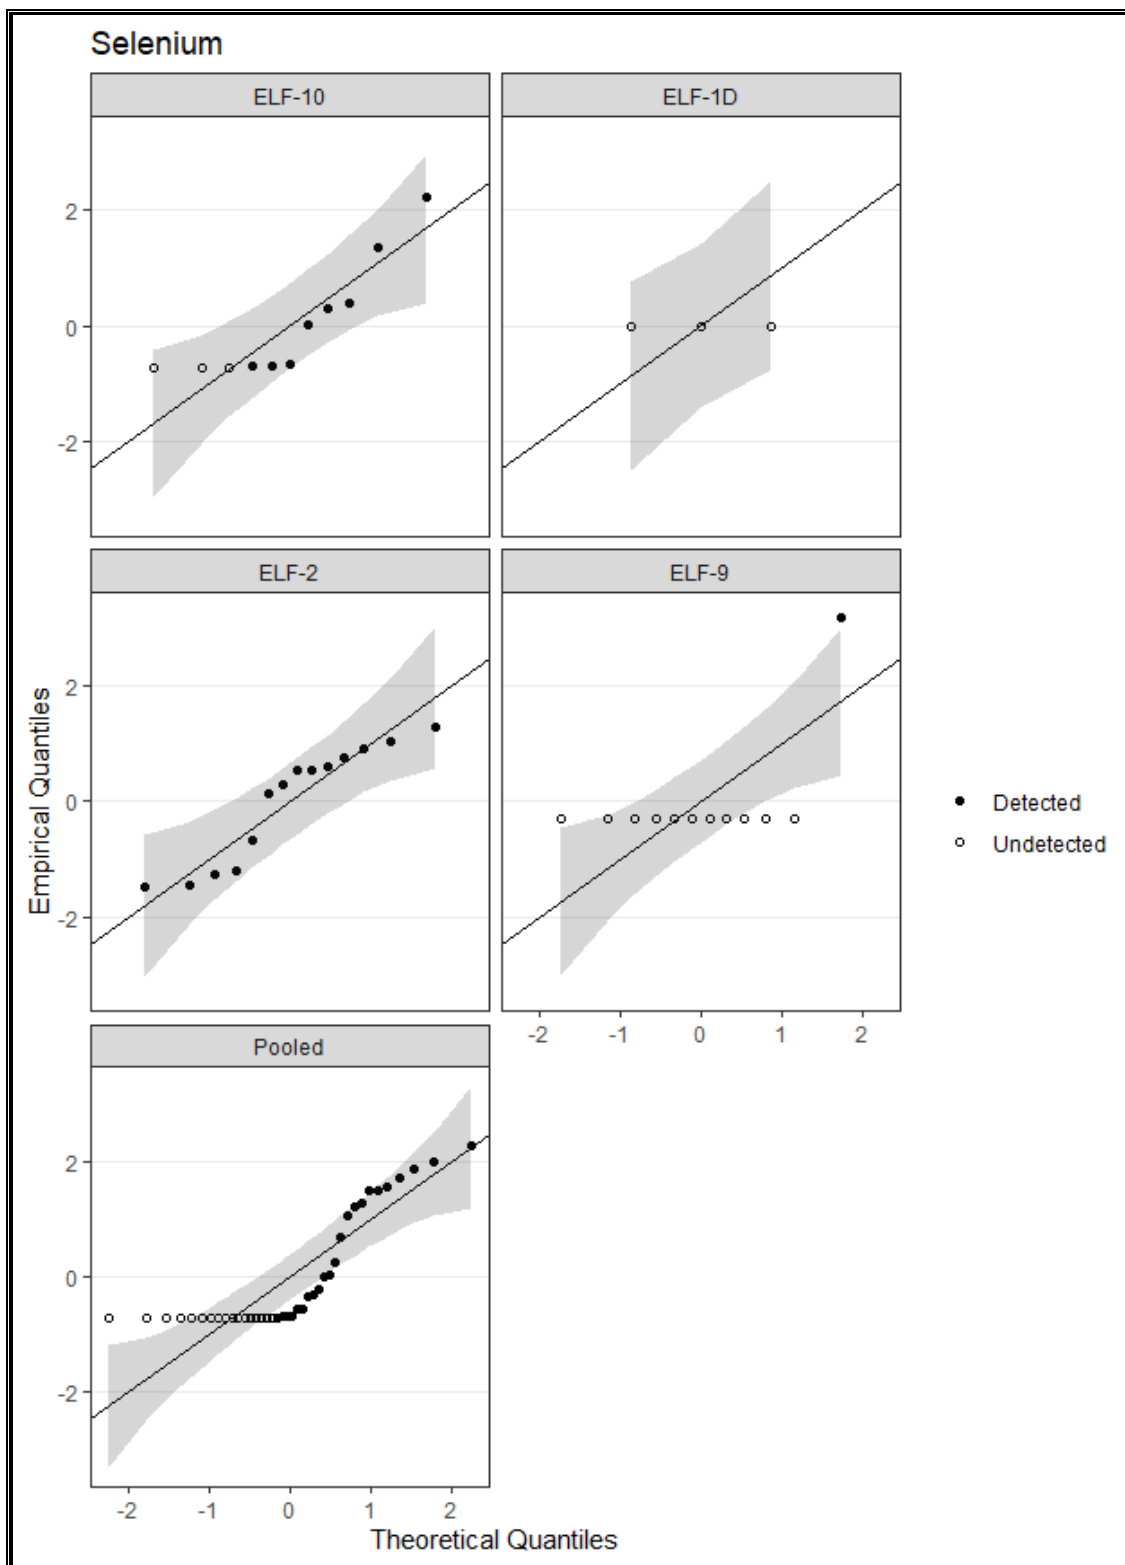 Selenium
ELF-10
ELF-1D
2
0
-2
ELF-2
ELF-9
2
0
-2
-2 -1 0 1 2
Pooled
2
0
-2
-2 -1 0 1 2
Empirical Quantiles
Theoretical Quantiles
Detected
Undetected